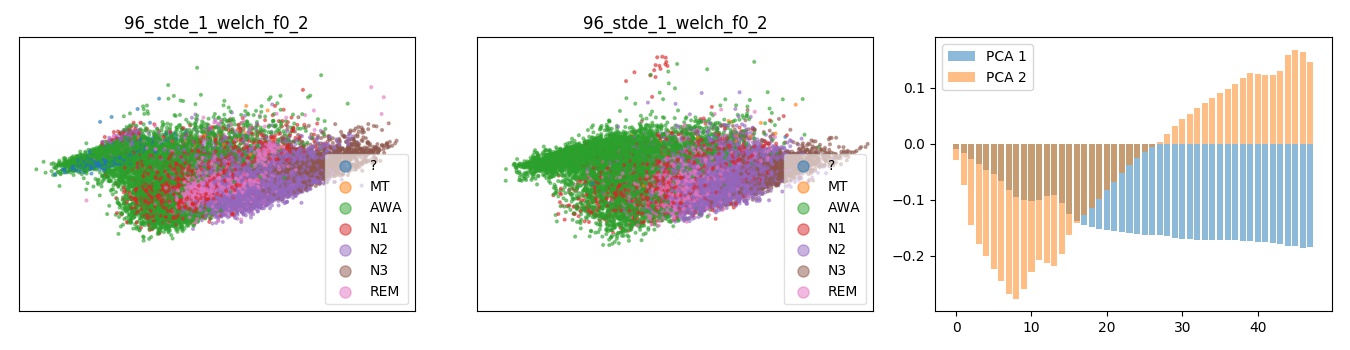 96_stde_1_welch_f0_2
?
MT
AWA
N1
N2
N3
REM
96_stde_1_welch_f0_2
?
MT
AWA
N1
N2
N3
REM
PCA 1
PCA 2
0.1
0.0
−0.1
−0.2
0
10
20
30
40